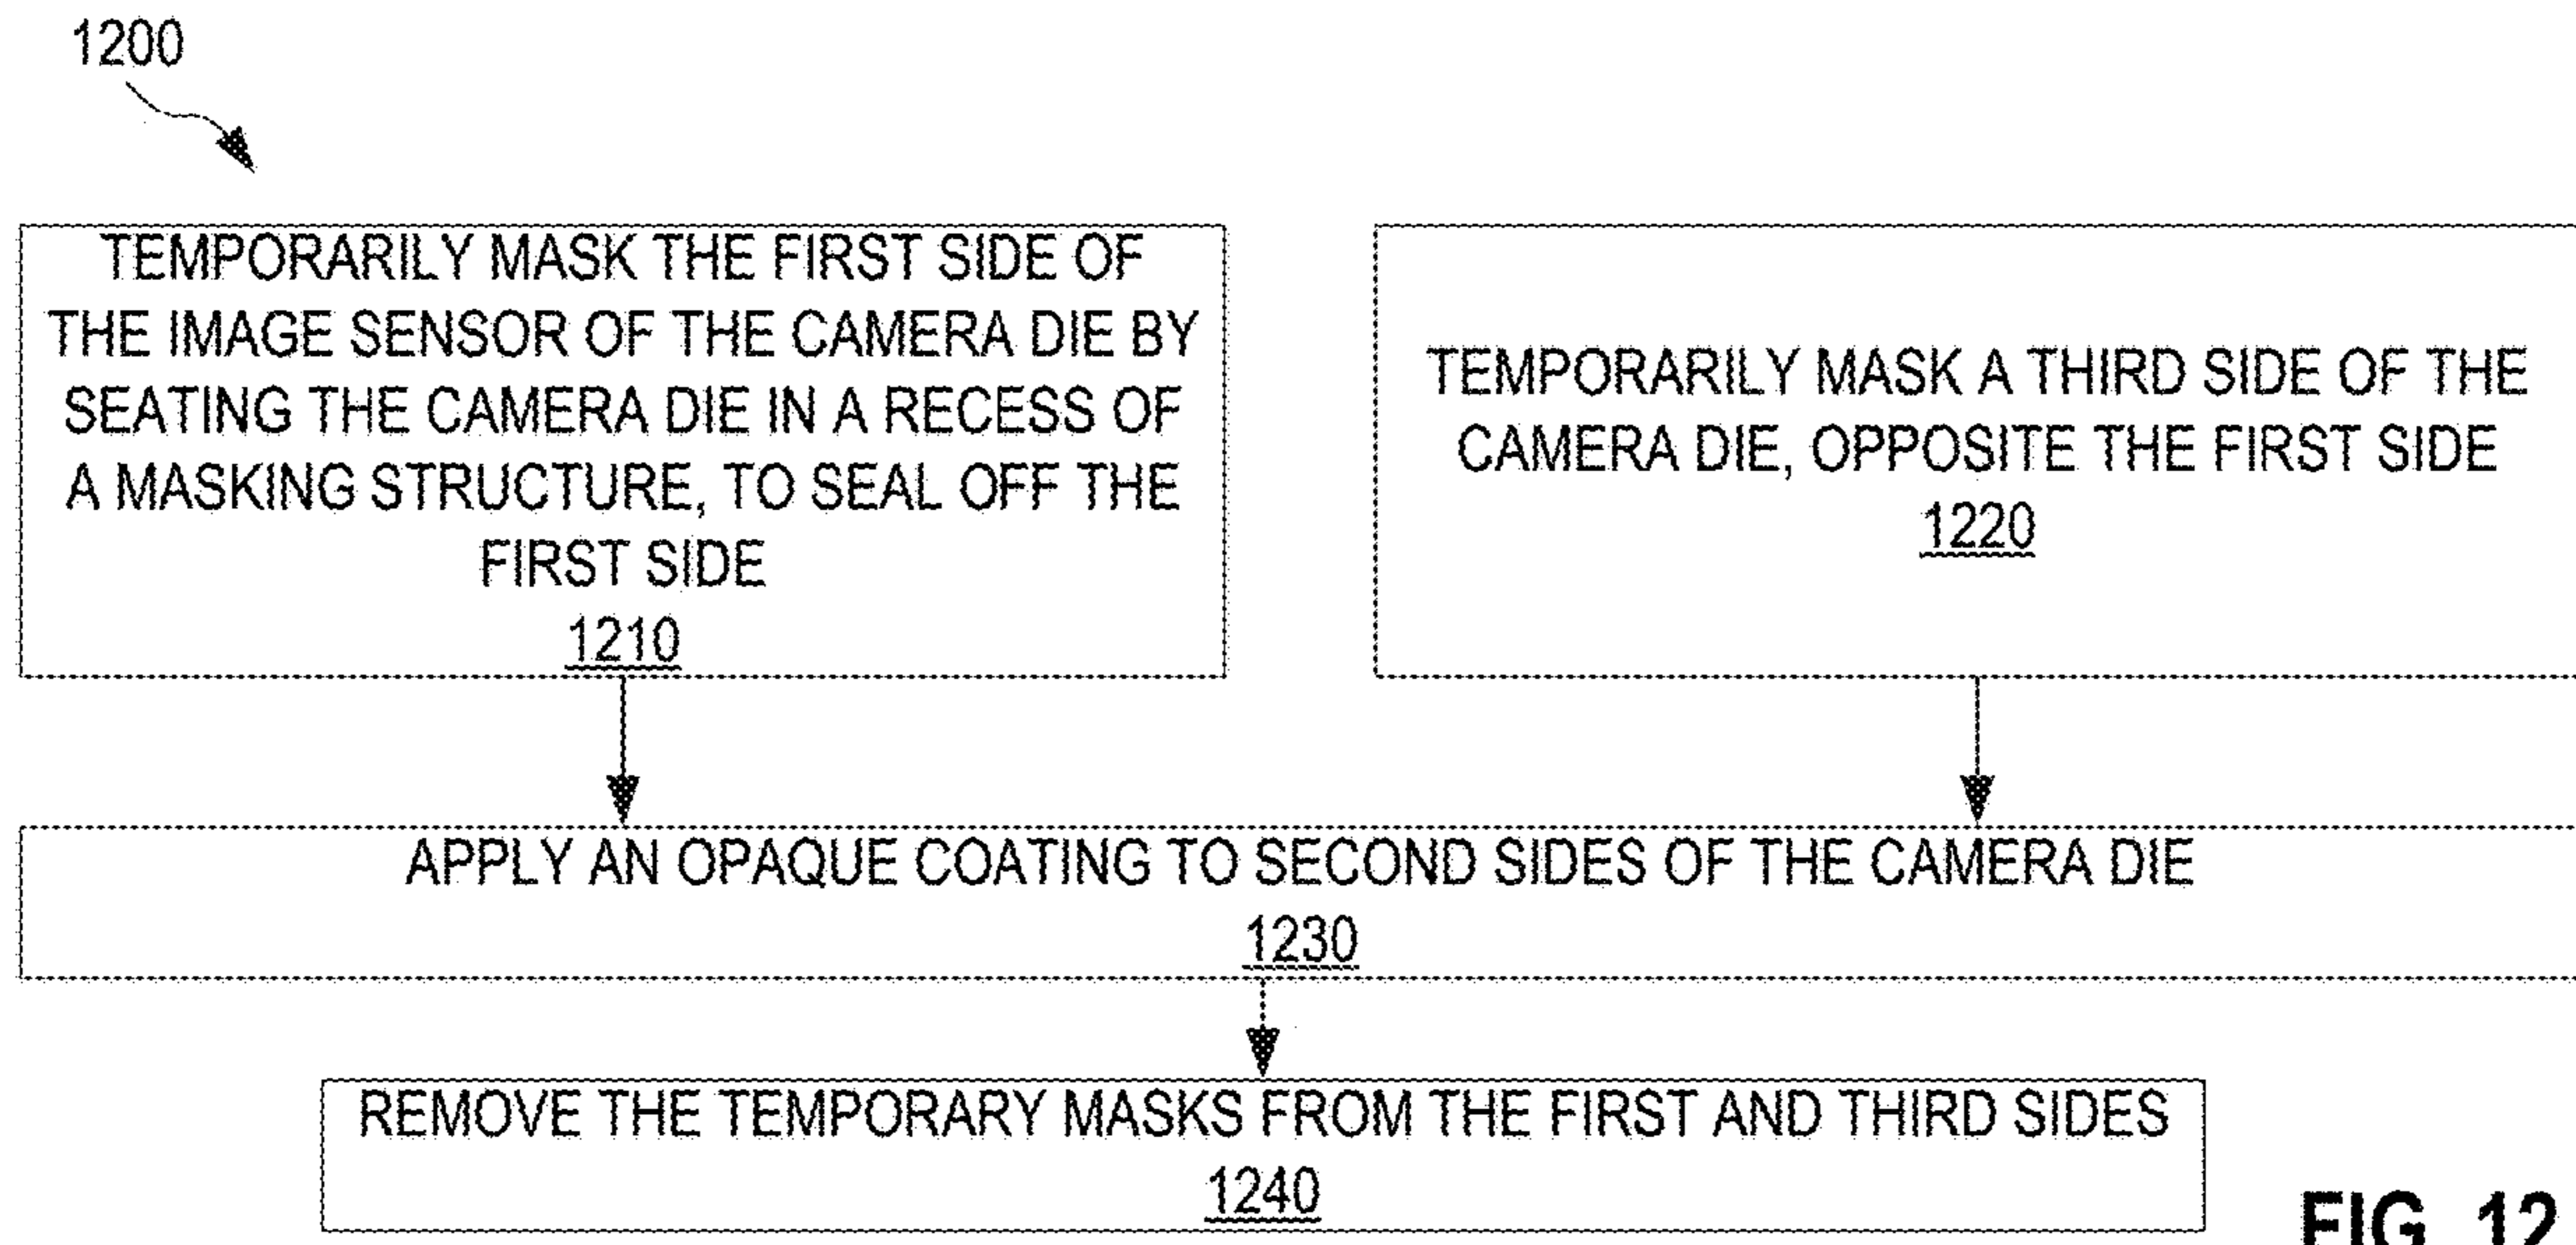 1200
TEMPORARILY MASK THE FIRST SIDE OF
THE IMAGE SENSOR OF THE CAMERA DIE BY
SEATING THE CAMERA DIE IN A RECESS OF
A MASKING STRUCTURE, TO SEAL OFF THE
FIRST SIDE
1210
TEMPORARILY MASK A THIRD SIDE OF THE
CAMERA DIE, OPPOSITE THE FIRST SIDE
1220
APPLY AN OPAQUE COATING TO SECOND SIDES OF THE CAMERA DIE
1230
REMOVE THE TEMPORARY MASKS FROM THE FIRST AND THIRD SIDES
1240
FIG. 12